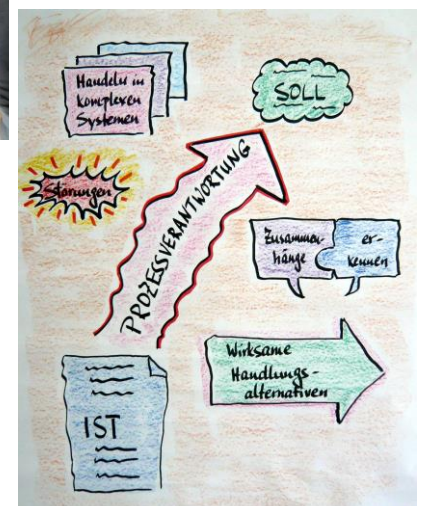 Handeln in
komplexen
Systemen
SOLL
Störungen
PROZESSVERANTWORTUNG
Zusammen-
hänge
er-
kennen
Wirksame
Handlungs-
alternativen
IST